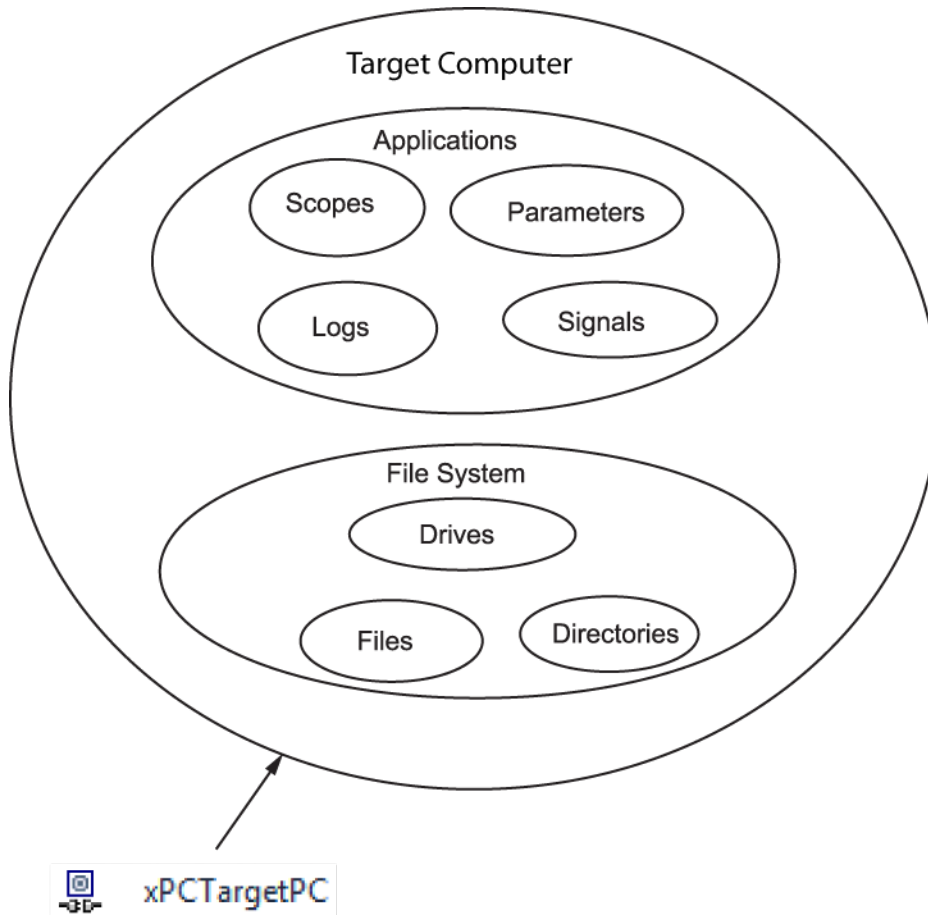 Target Computer
Applications
Scopes
Parameters
Logs
Signals
File System
Drives
Files
Directories
xPCTargetPC